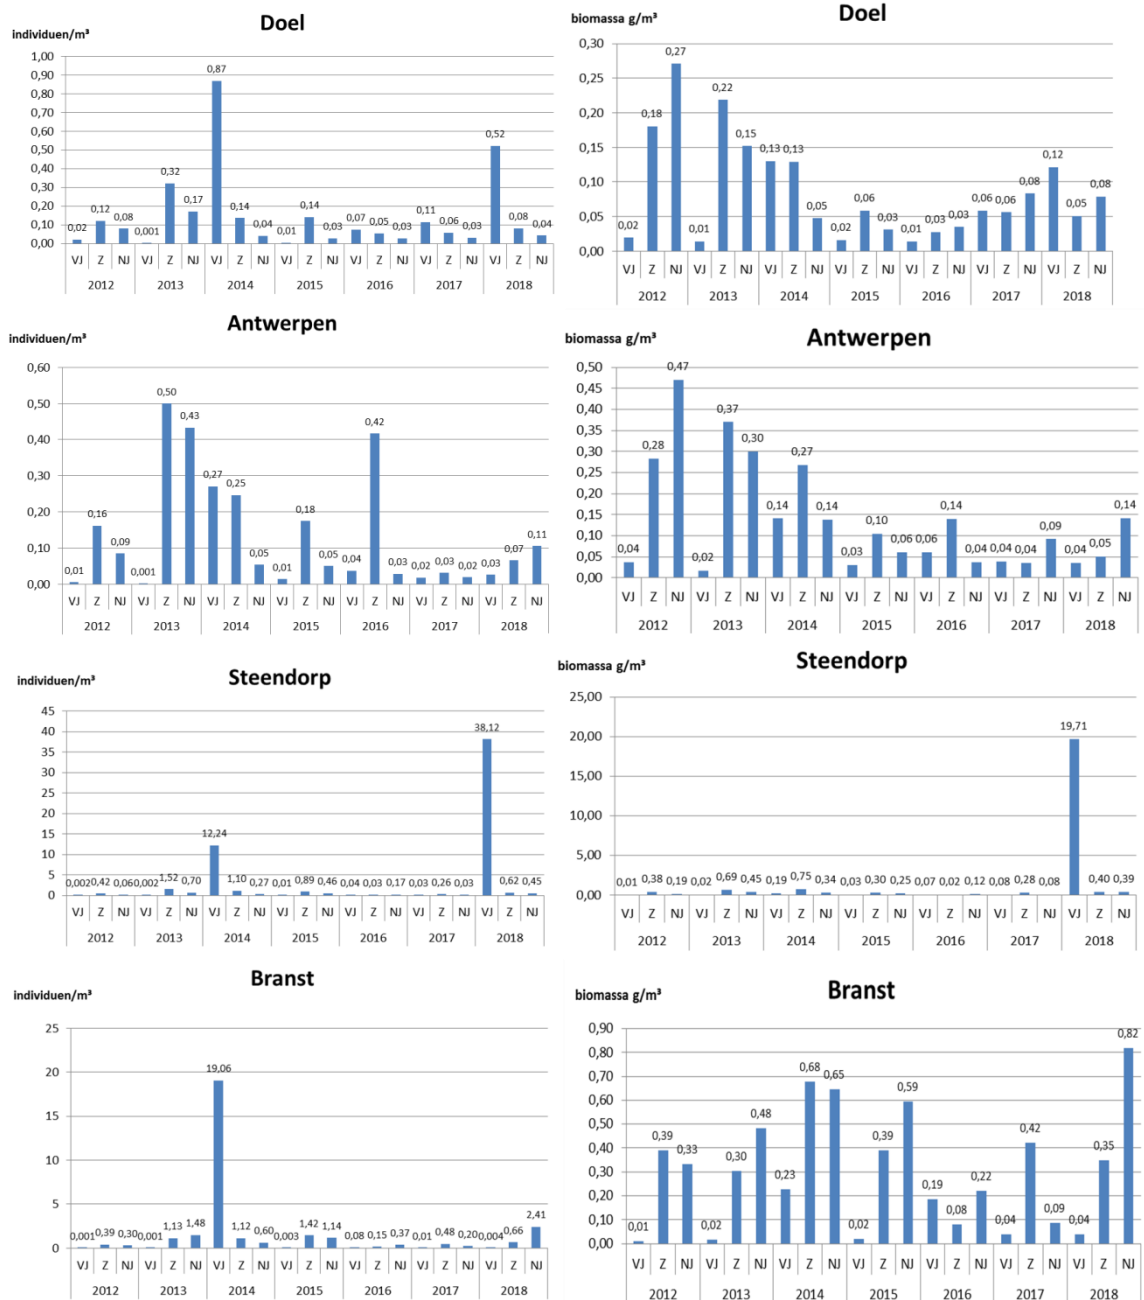 Doel
individuen/m³
1,00
0,90
0,80
0,70
0,60
0,50
0,40
0,30
0,20
0,10
0,00
0,02 0,12 0,08 0,001 0,32 0,17 0,87 0,14 0,04 0,01 0,14 0,03 0,07 0,05 0,03 0,11 0,06 0,03 0,52 0,08 0,04
VJ Z NJ VJ Z NJ VJ Z NJ VJ Z NJ VJ Z NJ VJ Z NJ VJ Z NJ
2012 2013 2014 2015 2016 2017 2018
Doel
biomassa g/m³
0,30
0,25
0,20
0,15
0,10
0,05
0,00
0,02 0,18 0,27 0,01 0,22 0,15 0,13 0,13 0,05 0,02 0,06 0,03 0,01 0,03 0,03 0,06 0,06 0,08 0,12 0,05 0,08
VJ Z NJ VJ Z NJ VJ Z NJ VJ Z NJ VJ Z NJ VJ Z NJ VJ Z NJ
2012 2013 2014 2015 2016 2017 2018
Antwerpen
individuen/m³
0,60
0,50
0,40
0,30
0,20
0,10
0,00
0,01 0,16 0,09 0,001 0,50 0,43 0,27 0,25 0,05 0,01 0,18 0,05 0,04 0,42 0,03 0,02 0,03 0,02 0,03 0,07 0,11
VJ Z NJ VJ Z NJ VJ Z NJ VJ Z NJ VJ Z NJ VJ Z NJ VJ Z NJ
2012 2013 2014 2015 2016 2017 2018
Antwerpen
biomassa g/m³
0,50
0,45
0,40
0,35
0,30
0,25
0,20
0,15
0,10
0,05
0,00
0,04 0,28 0,47 0,02 0,37 0,30 0,14 0,27 0,14 0,03 0,10 0,06 0,06 0,14 0,04 0,04 0,04 0,09 0,04 0,05 0,14
VJ Z NJ VJ Z NJ VJ Z NJ VJ Z NJ VJ Z NJ VJ Z NJ VJ Z NJ
2012 2013 2014 2015 2016 2017 2018
Steendorp
individuen/m³
45
40
35
30
25
20
15
10
5
0
0,002 0,42 0,06 0,002 1,52 0,70 12,24 1,10 0,27 0,01 0,89 0,46 0,04 0,03 0,17 0,03 0,26 0,03 38,12 0,62 0,45
VJ Z NJ VJ Z NJ VJ Z NJ VJ Z NJ VJ Z NJ VJ Z NJ VJ Z NJ
2012 2013 2014 2015 2016 2017 2018
Steendorp
biomassa g/m³
25,00
20,00
15,00
10,00
5,00
0,00
0,01 0,38 0,19 0,02 0,69 0,45 0,19 0,75 0,34 0,03 0,30 0,25 0,07 0,02 0,12 0,08 0,28 0,08 19,71 0,40 0,39
VJ Z NJ VJ Z NJ VJ Z NJ VJ Z NJ VJ Z NJ VJ Z NJ VJ Z NJ
2012 2013 2014 2015 2016 2017 2018
Branst
individuen/m³
25
20
15
10
5
0
0,001 0,39 0,30 0,001 1,13 1,48 19,06 1,12 0,60 0,003 1,42 1,14 0,08 0,15 0,37 0,01 0,48 0,20 0,004 0,66 2,41
VJ Z NJ VJ Z NJ VJ Z NJ VJ Z NJ VJ Z NJ VJ Z NJ VJ Z NJ
2012 2013 2014 2015 2016 2017 2018
Branst
biomassa g/m³
0,90
0,80
0,70
0,60
0,50
0,40
0,30
0,20
0,10
0,00
0,01 0,39 0,33 0,02 0,30 0,48 0,23 0,68 0,65 0,02 0,39 0,59 0,19 0,08 0,22 0,04 0,42 0,09 0,04 0,35 0,82
VJ Z NJ VJ Z NJ VJ Z NJ VJ Z NJ VJ Z NJ VJ Z NJ VJ Z NJ
2012 2013 2014 2015 2016 2017 2018